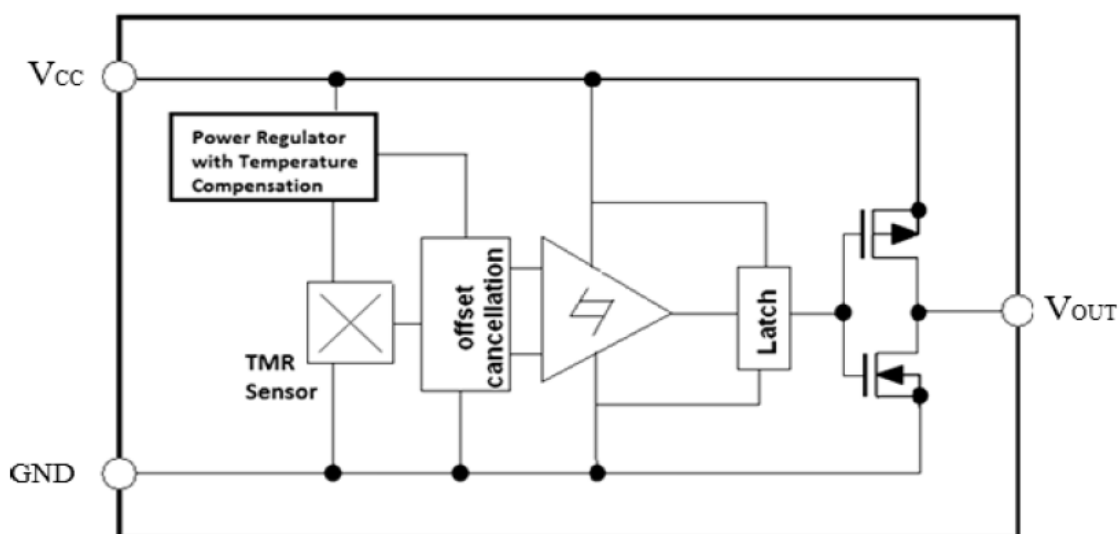 VCC
Power Regulator
with Temperature
Compensation
TMR
Sensor
offset
cancellation
Latch
VOUT
GND